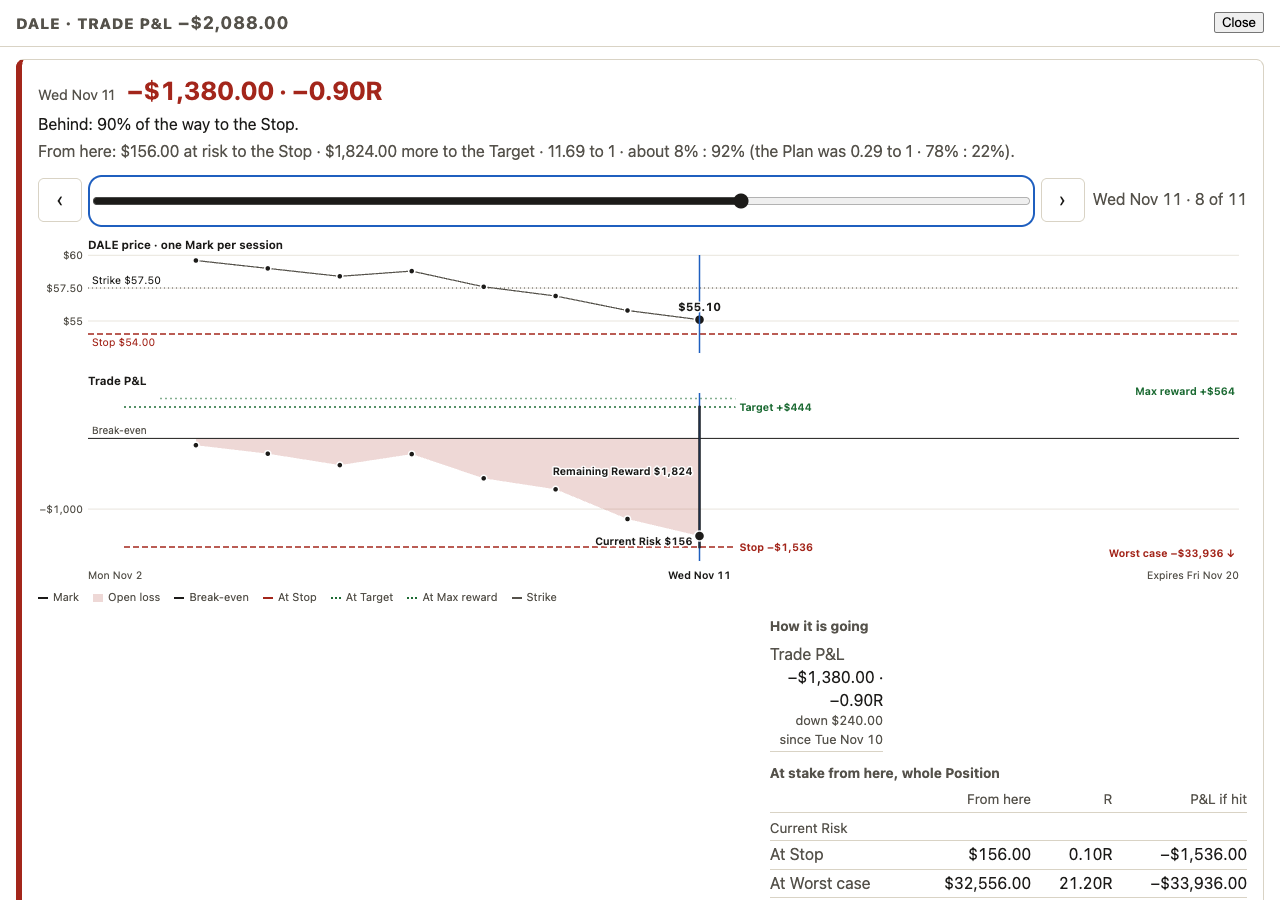 DALE · TRADE P&L −$2,088.00
Close
Wed Nov 11 −$1,380.00 · −0.90R
Behind: 90% of the way to the Stop.
From here: $156.00 at risk to the Stop · $1,824.00 more to the Target · 11.69 to 1 · about 8% : 92% (the Plan was 0.29 to 1 · 78% : 22%).
‹
›
Wed Nov 11 · 8 of 11
DALE price · one Mark per session
$60
Strike $57.50
$57.50
$55.10
$55
Stop $54.00
Trade P&L
Max reward +$564
Target +$444
Break-even
Remaining Reward $1,824
−$1,000
Current Risk $156
Stop −$1,536
Worst case −$33,936 ↓
Mon Nov 2
Wed Nov 11
Expires Fri Nov 20
Mark
Open loss
Break-even
At Stop
At Target
At Max reward
Strike
How it is going
Trade P&L
−$1,380.00 ·
−0.90R
down $240.00
since Tue Nov 10
At stake from here, whole Position
From here R P&L if hit
Current Risk
At Stop $156.00 0.10R −$1,536.00
At Worst case $32,556.00 21.20R −$33,936.00